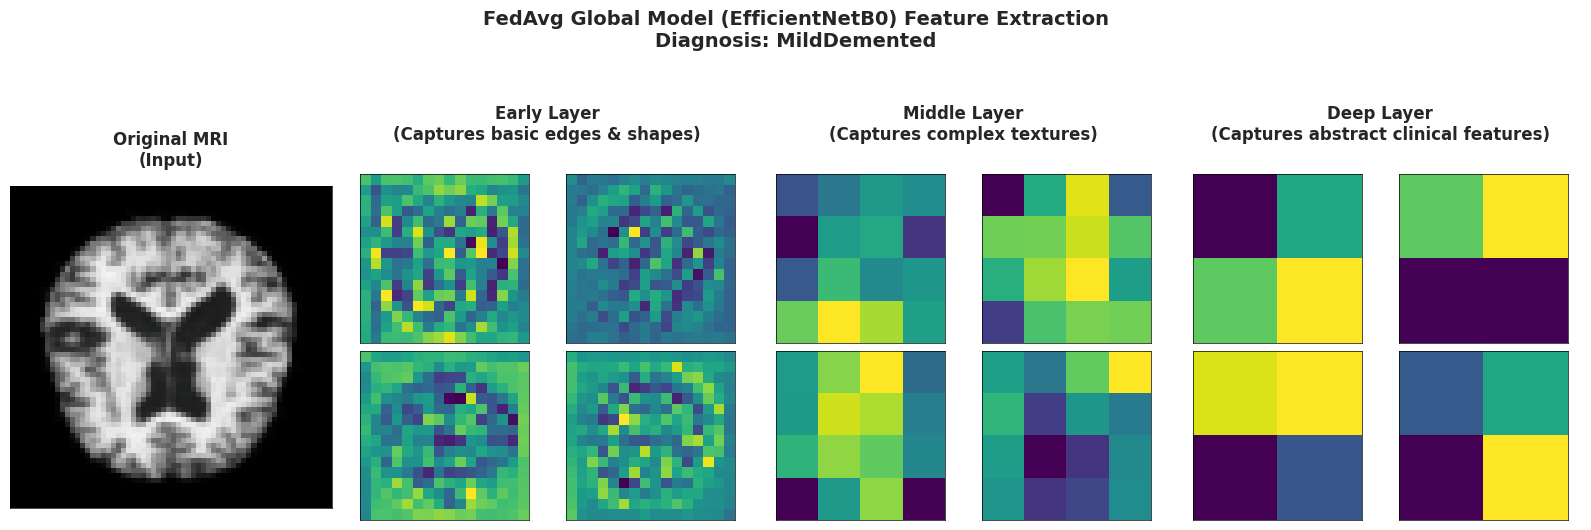 FedAvg Global Model (EfficientNetB0) Feature Extraction
Diagnosis: MildDemented
Original MRI
(Input)
Early Layer
(Captures basic edges & shapes)
Middle Layer
(Captures complex textures)
Deep Layer
(Captures abstract clinical features)